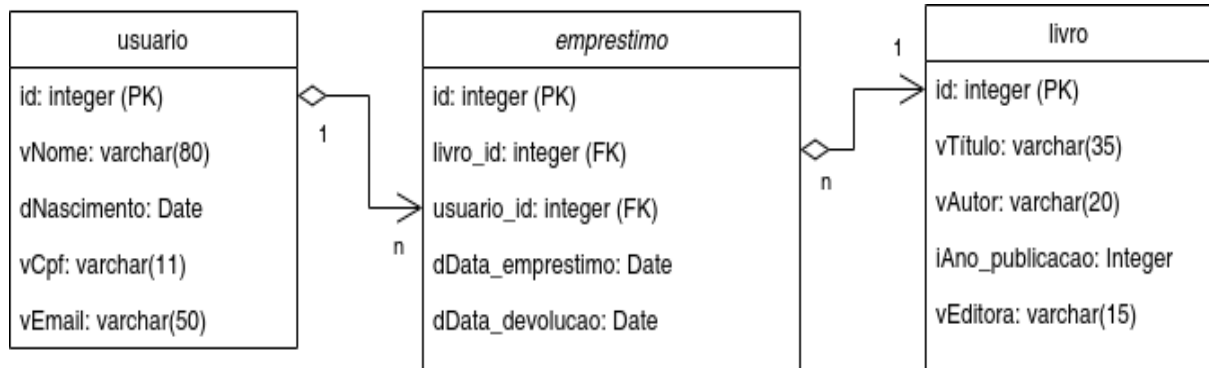 usuario
id: integer (PK)
vNome: varchar(80)
dNascimento: Date
vCpf: varchar(11)
vEmail: varchar(50)
1
n
emprestimo
id: integer (PK)
livro_id: integer (FK)
usuario_id: integer (FK)
dData_emprestimo: Date
dData_devolucao: Date
n
1
livro
id: integer (PK)
vTítulo: varchar(35)
vAutor: varchar(20)
iAno_publicacao: Integer
vEditora: varchar(15)